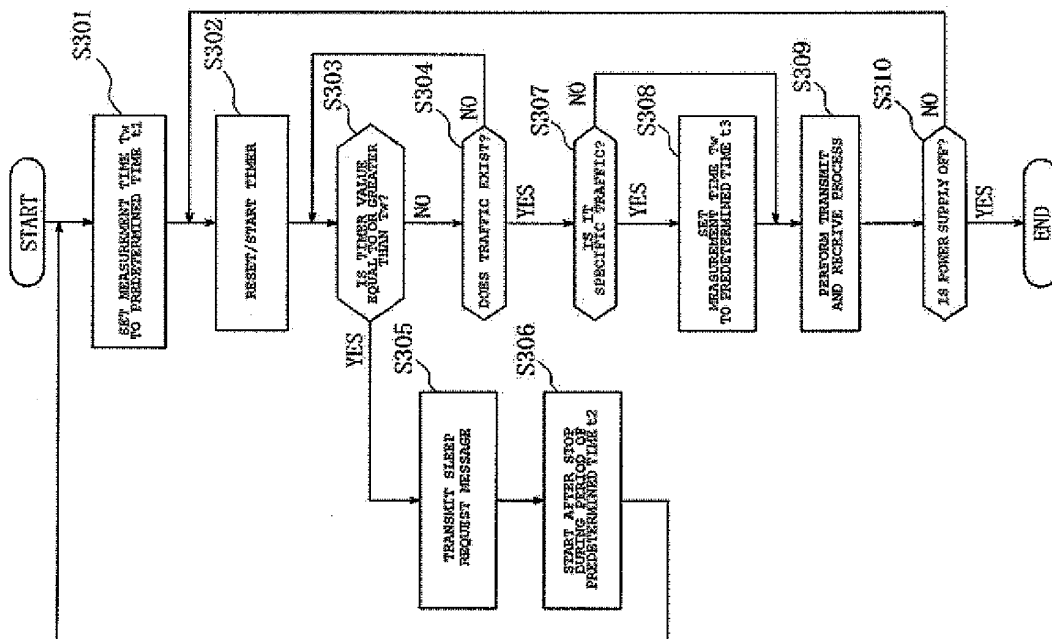 START
S301
SET MEASUREMENT TIME Tw
TO PREDETERMINED TIME t1
S302
RESET/START TIMER
S303
IS TIMER VALUE
EQUAL TO OR GREATER
THAN Tw?
YES
NO
S304
DOES TRAFFIC EXIST?
NO
YES
S305
TRANSMIT SLEEP
REQUEST MESSAGE
S306
START AFTER STOP
DURING PERIOD OF
PREDETERMINED TIME t2
S307
IS IT
SPECIFIC TRAFFIC?
NO
YES
S308
SET
MEASUREMENT TIME Tw
TO PREDETERMINED TIME t3
S309
PERFORM TRANSMIT
AND RECEIVE PROCESS
S310
IS POWER SUPPLY OFF?
NO
YES
END